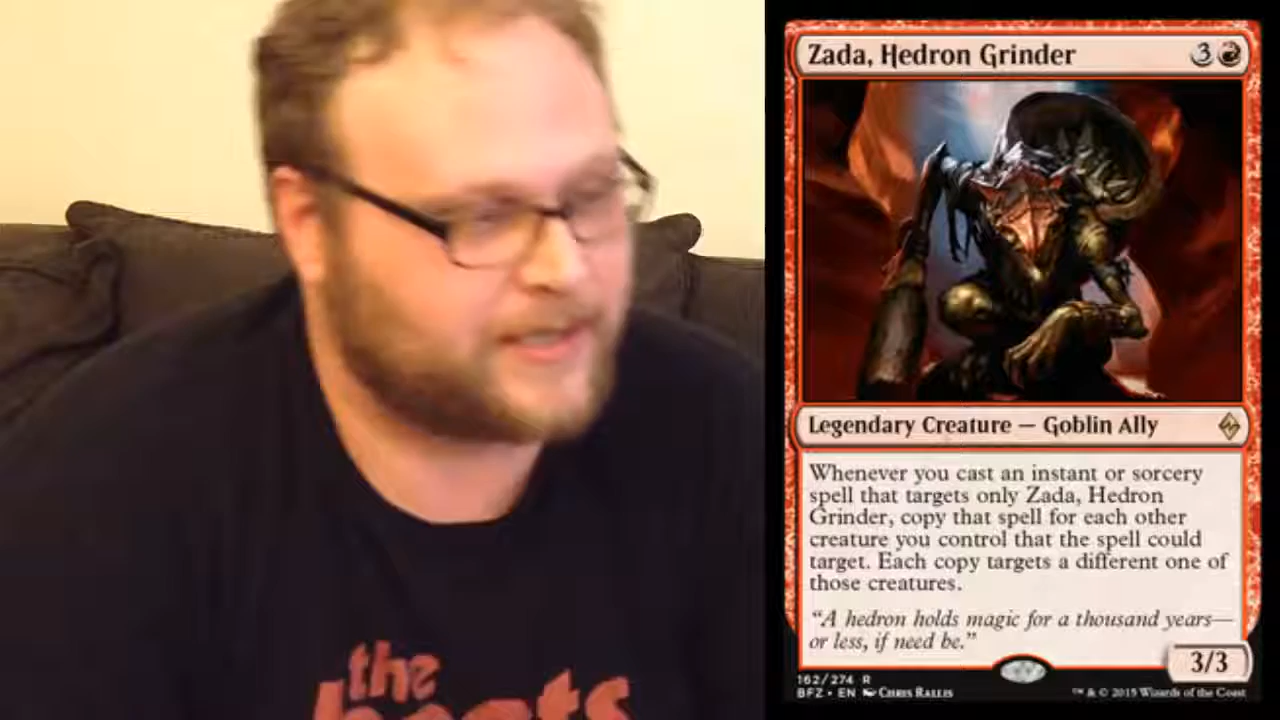 the
Zada, Hedron Grinder 3
Legendary Creature — Goblin Ally
Whenever you cast an instant or sorcery
spell that targets only Zada, Hedron
Grinder, copy that spell for each other
creature you control that the spell could
target. Each copy targets a different one of
those creatures.
"A hedron holds magic for a thousand years—
or less, if need be."
3/3
162/274 R
BFZ • EN Chris Rallis
™ & © 2015 Wizards of the Coast